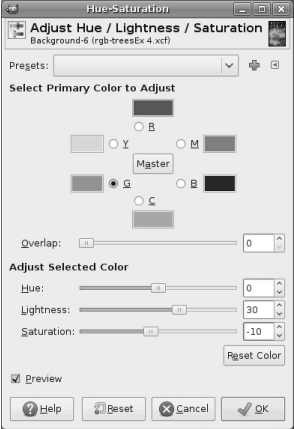 Hue-Saturation
Adjust Hue / Lightness / Saturation
Background-6 (rgb-treesEx 4.xcf)
Presets:
Select Primary Color to Adjust
R
Y
M
Master
G
B
C
Overlap:
0
Adjust Selected Color
Hue:
0
Lightness:
30
Saturation:
-10
Reset Color
Preview
Help
Reset
Cancel
OK